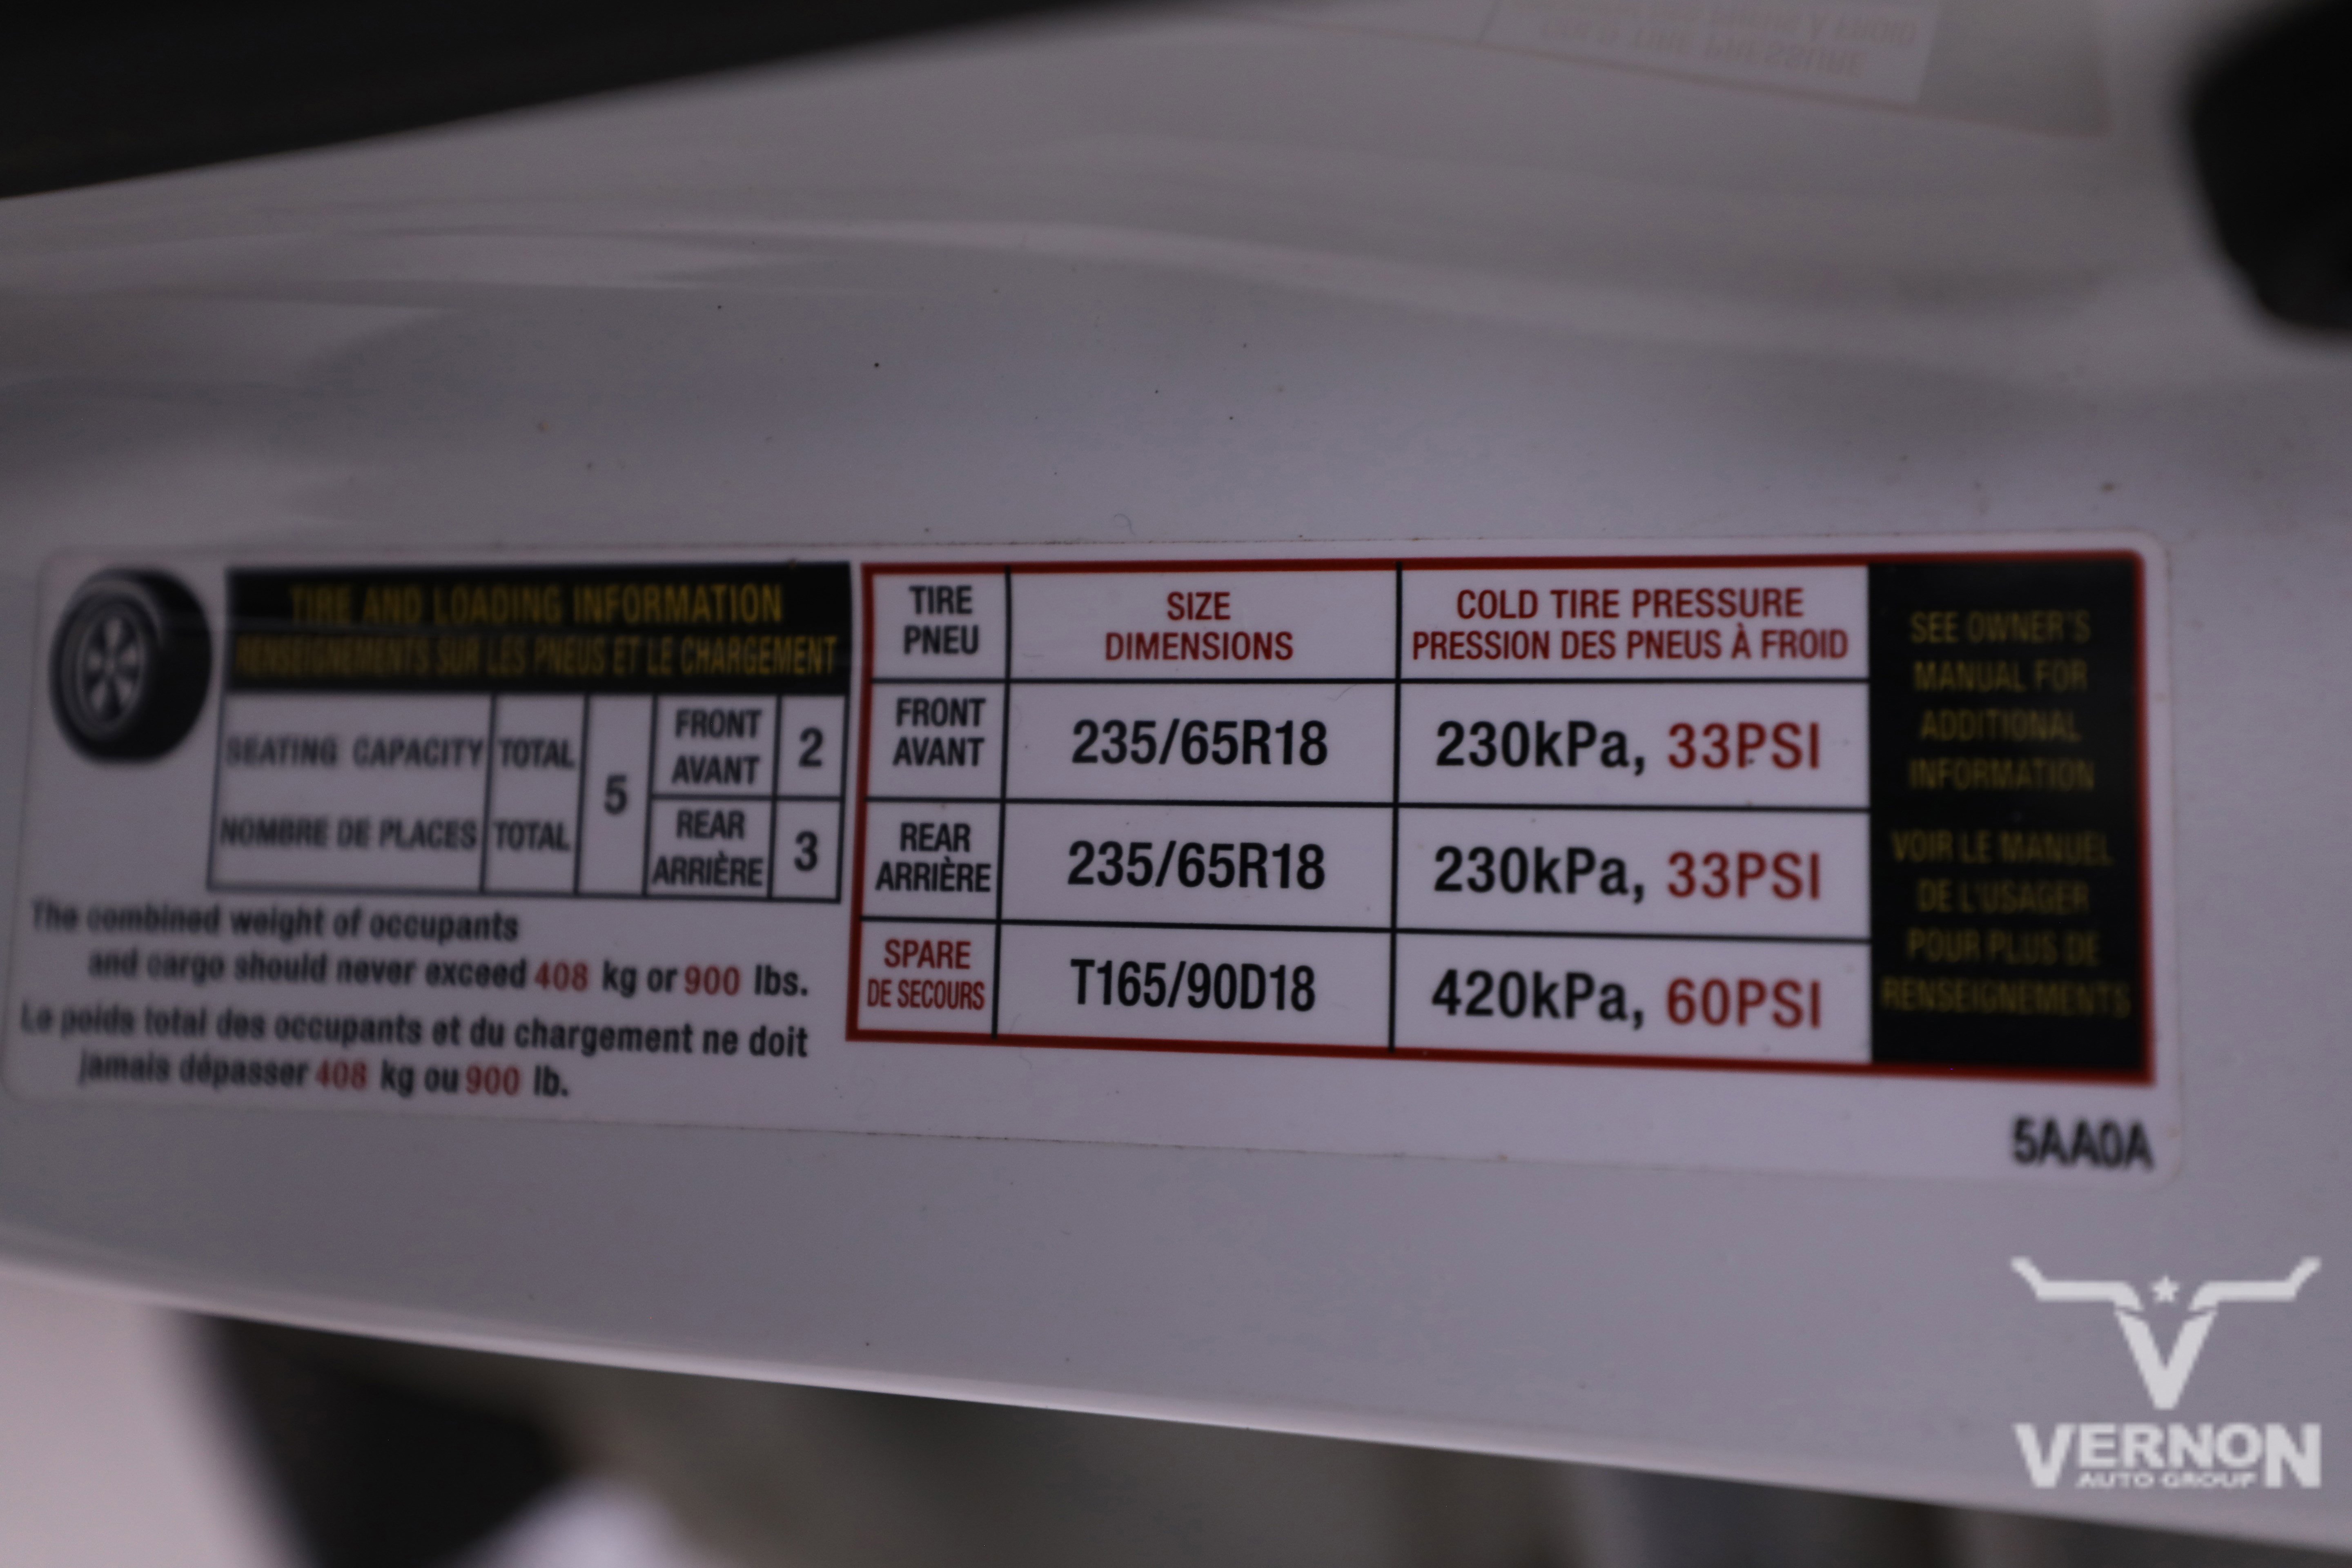 COLD TIRE PRESSURE
TIRE AND LOADING INFORMATION
RENSEIGNEMENTS SUR LES PNEUS ET LE CHARGEMENT
SEATING CAPACITY TOTAL
NOMBRE DE PLACES TOTAL
5
FRONT
AVANT
2
REAR
ARRIÈRE
3
The combined weight of occupants
and cargo should never exceed 408 kg or 900 lbs.
Le poids total des occupants et du chargement ne doit
jamais dépasser 408 kg ou 900 lb.
TIRE
PNEU
SIZE
DIMENSIONS
COLD TIRE PRESSURE
PRESSION DES PNEUS À FROID
FRONT
AVANT
235/65R18
230kPa, 33PSI
REAR
ARRIÈRE
235/65R18
230kPa, 33PSI
SPARE
DE SECOURS
T165/90D18
420kPa, 60PSI
SEE OWNER'S
MANUAL FOR
ADDITIONAL
INFORMATION
VOIR LE MANUEL
DE L'USAGER
POUR PLUS DE
RENSEIGNEMENTS
5AA0A
VERNON
AUTO GROUP